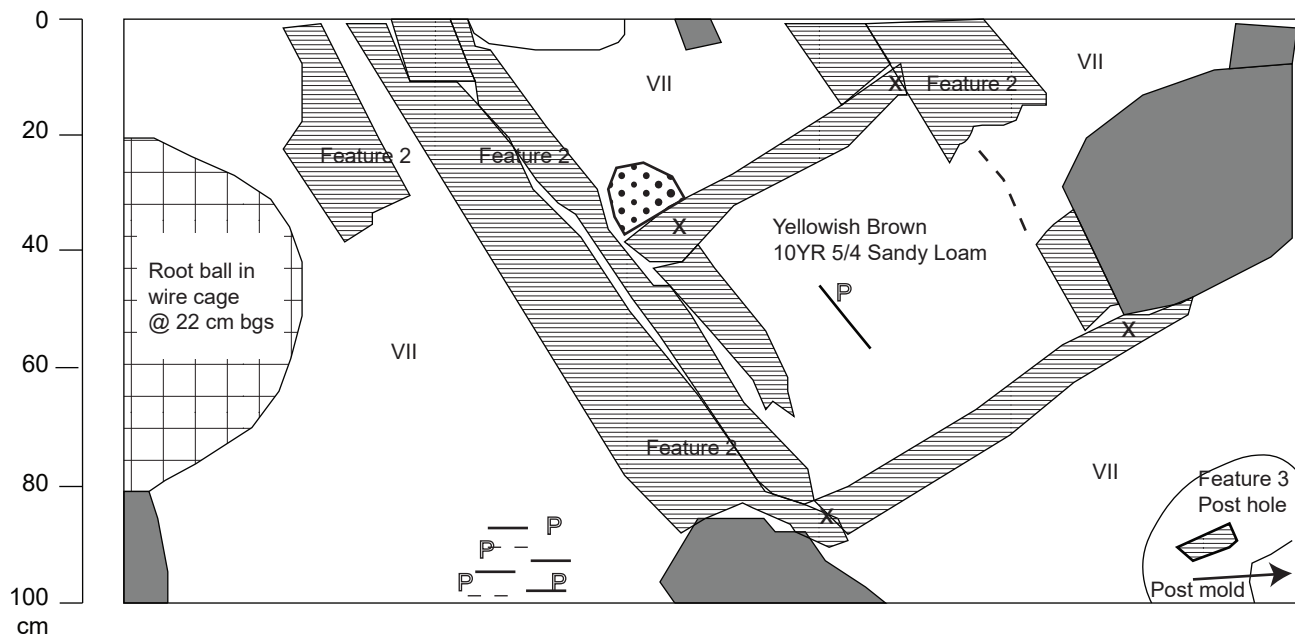 0
20
40
60
80
100
cm
VII
VII
Feature 2
X
Feature 2
Feature 2
X
Root ball in
wire cage
@ 22 cm bgs
Yellowish Brown
10YR 5/4 Sandy Loam
P
X
VII
Feature 2
VII
X
Feature 3
Post hole
Post mold
P
P
P
P